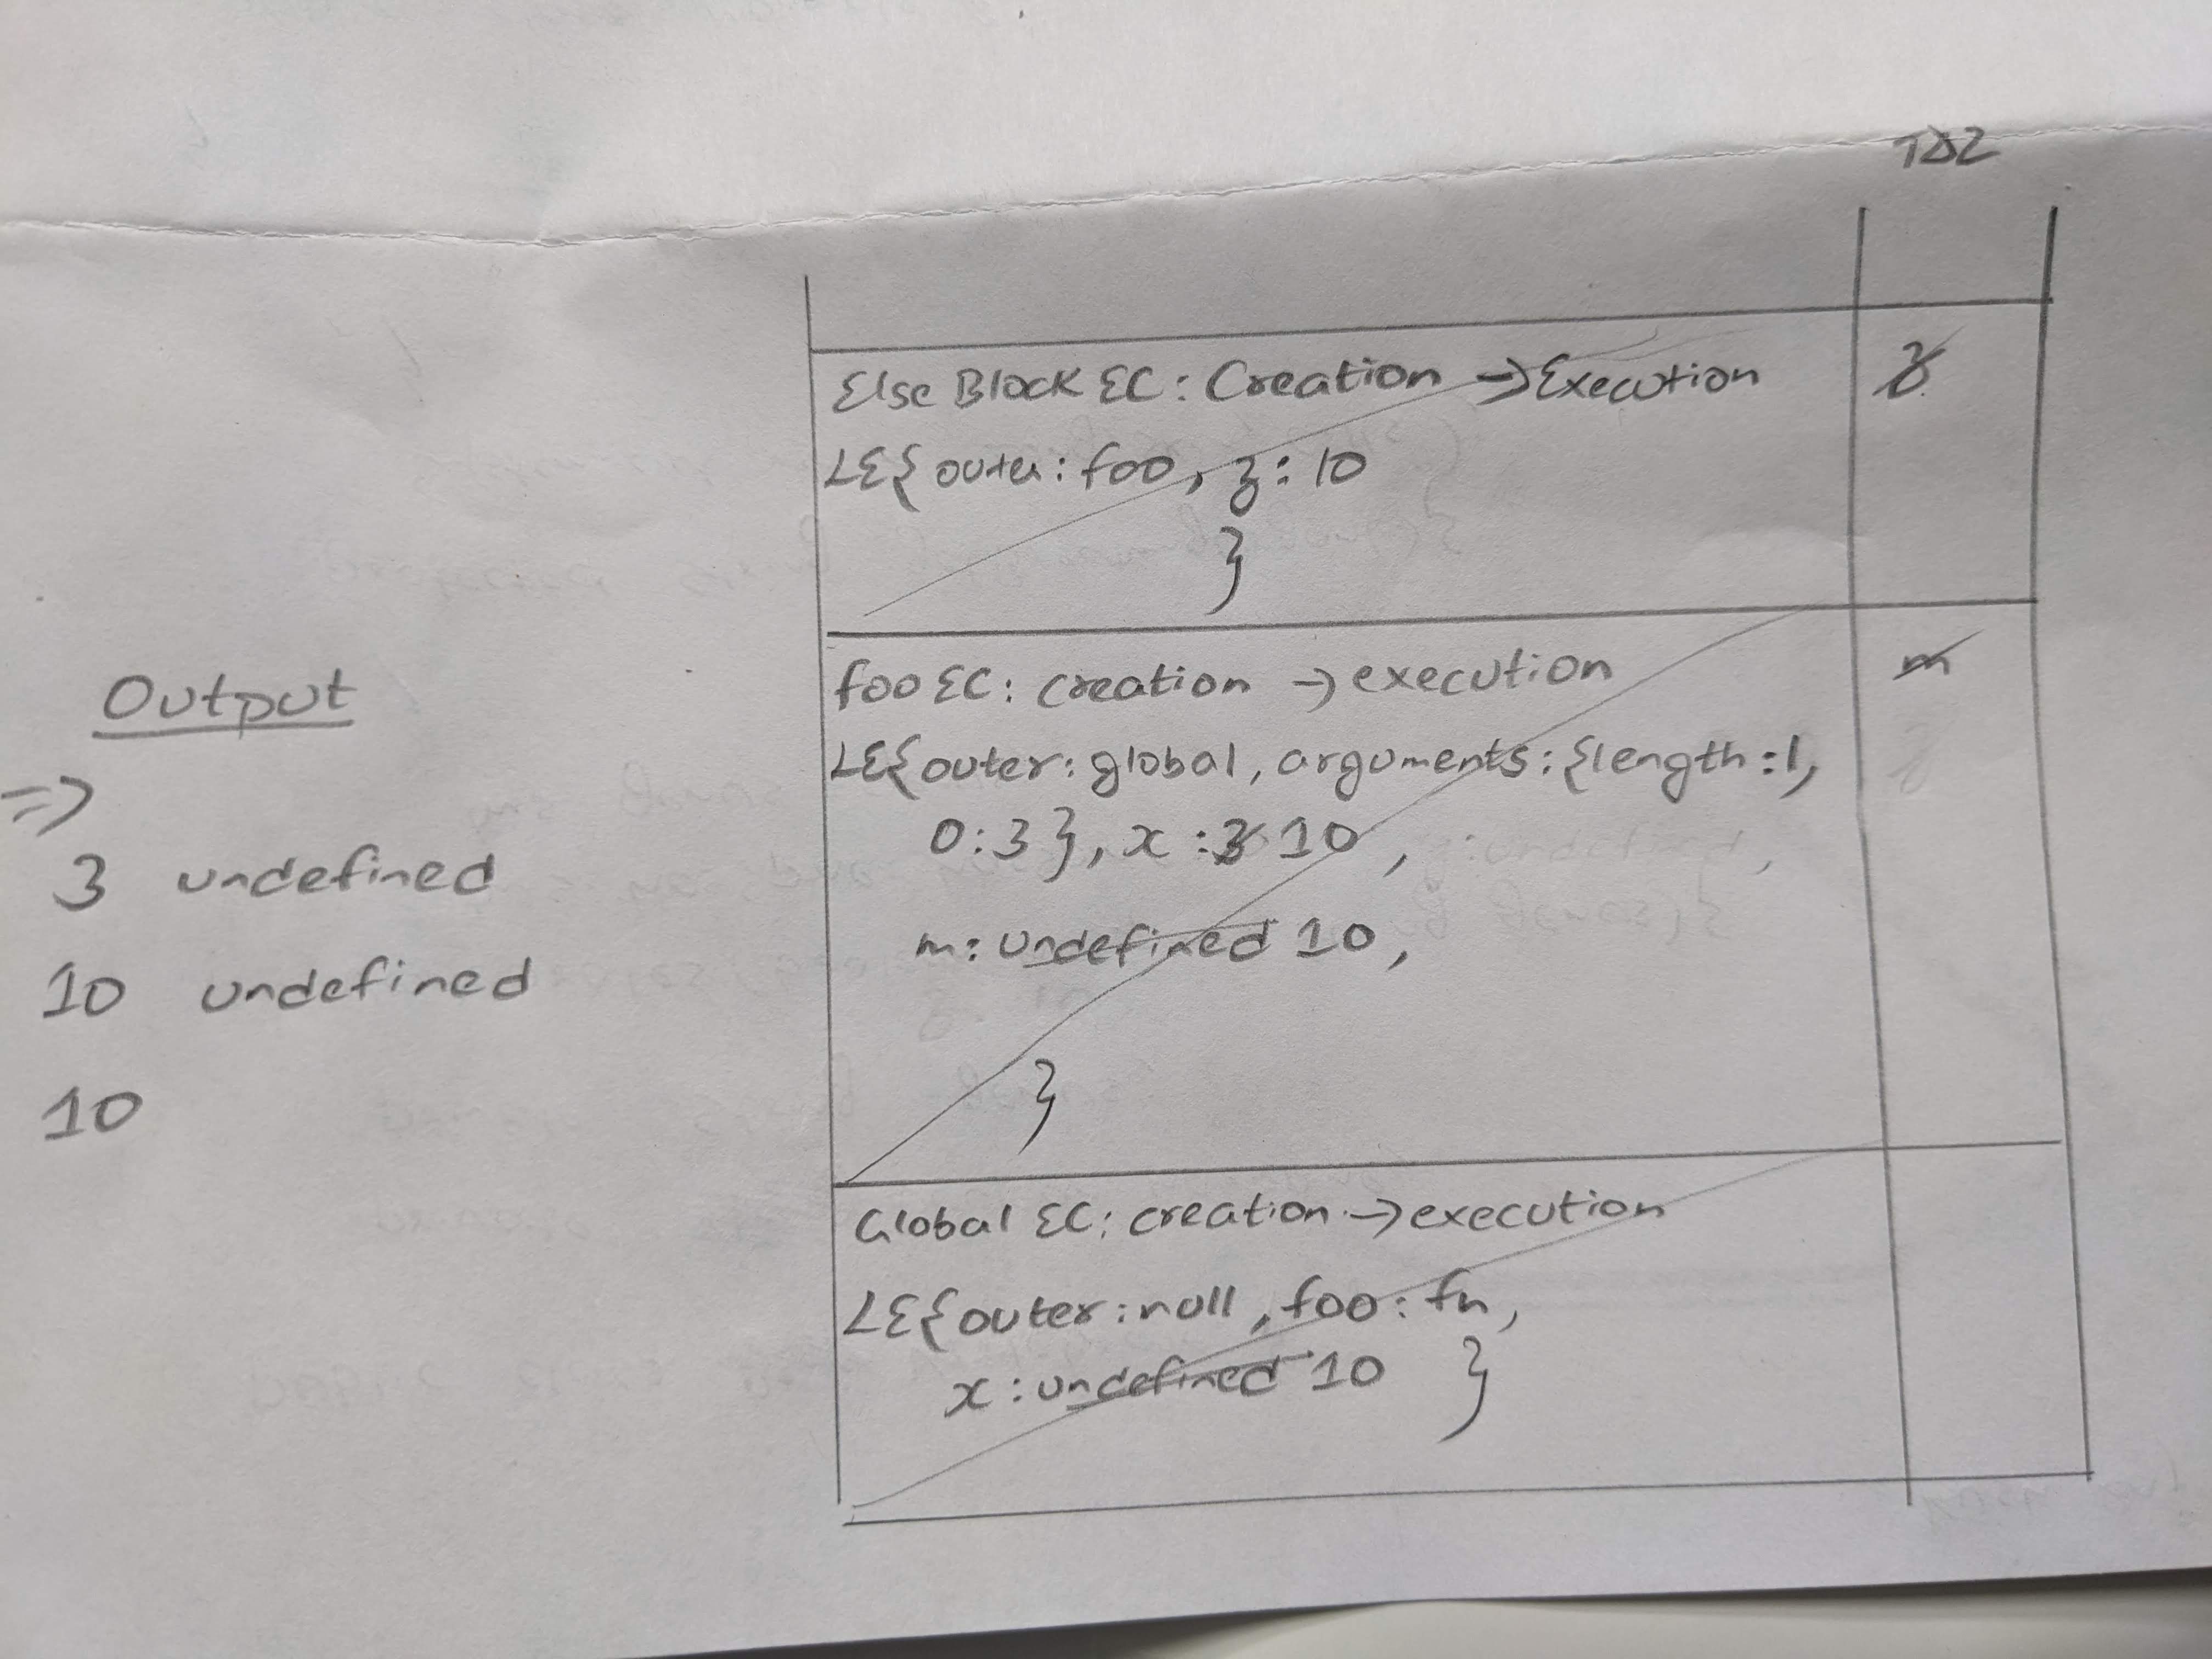 TDZ
Else Block EC: Creation → Execution
z
LE{ outer: foo, z: 10
}
foo EC: creation → execution
m
LE{ outer: global, arguments: {length: 1,
0: 3 }, x: 3 10,
m: undefined 10,
}
Global EC: creation → execution
LE{ outer: null, foo: fn,
x: undefined 10 }
Output
=>
3 undefined
10 undefined
10